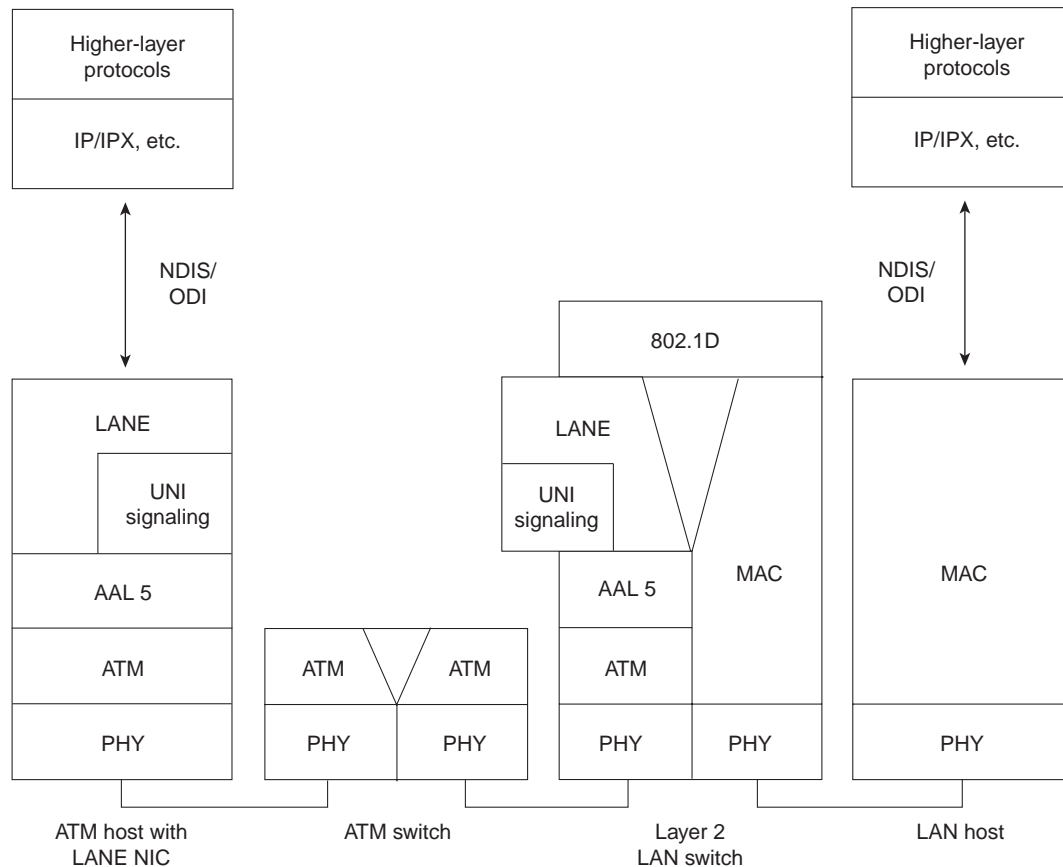 Higher-layer
protocols
IP/IPX, etc.
NDIS/
ODI
LANE
UNI
signaling
AAL 5
ATM
PHY
ATM host with
LANE NIC
ATM
ATM
PHY
PHY
ATM switch
802.1D
LANE
UNI
signaling
AAL 5
MAC
ATM
PHY
PHY
Layer 2
LAN switch
Higher-layer
protocols
IP/IPX, etc.
NDIS/
ODI
MAC
PHY
LAN host